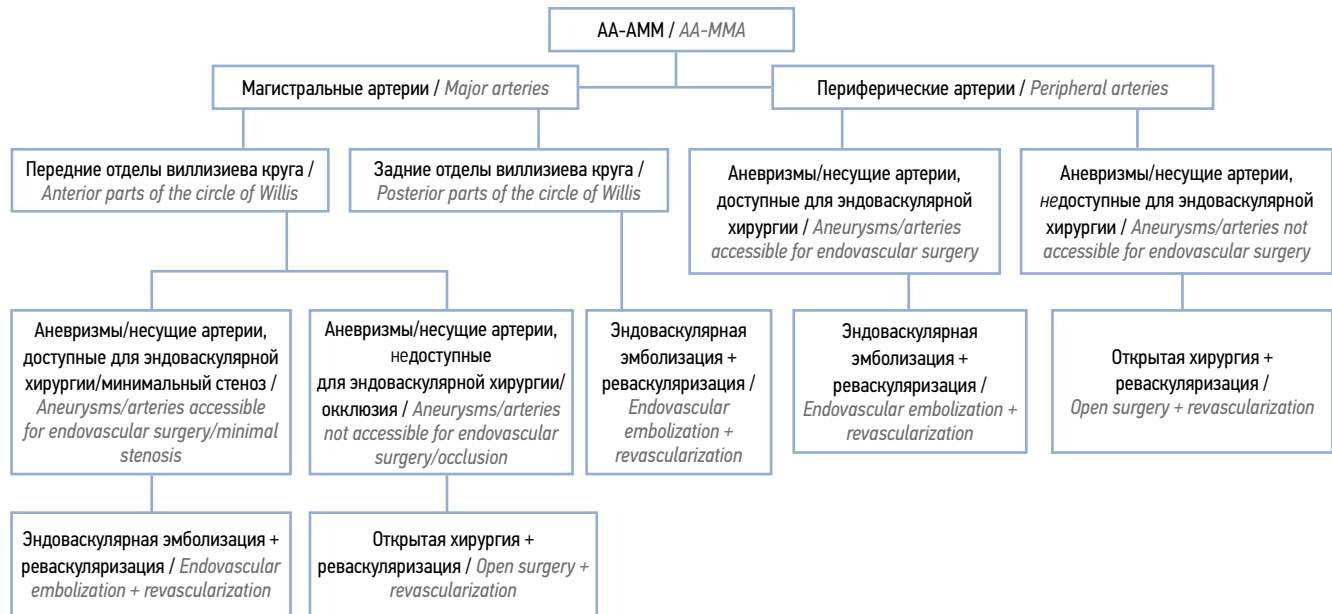 АА-АММ / AA-MMA
Магистральные артерии / Major arteries
Периферические артерии / Peripheral arteries
Передние отделы виллизиева круга /
Anterior parts of the circle of Willis
Задние отделы виллизиева круга /
Posterior parts of the circle of Willis
Аневризмы/несущие артерии,
доступные для эндоваскулярной
хирургии / Aneurysms/arteries
accessible for endovascular surgery
Аневризмы/несущие артерии,
недоступные для эндоваскулярной
хирургии / Aneurysms/arteries not
accessible for endovascular surgery
Аневризмы/несущие артерии,
доступные для эндоваскулярной
хирургии/минимальный стеноз /
Aneurysms/arteries accessible
for endovascular surgery/minimal
stenosis
Аневризмы/несущие артерии,
недоступные
для эндоваскулярной хирургии/
окклюзия / Aneurysms/arteries
not accessible for endovascular
surgery/occlusion
Эндоваскулярная
эмболизация +
реваскуляризация /
Endovascular
embolization +
revascularization
Эндоваскулярная
эмболизация +
реваскуляризация /
Endovascular embolization +
revascularization
Открытая хирургия +
реваскуляризация /
Open surgery + revascularization
Эндоваскулярная эмболизация +
реваскуляризация / Endovascular
embolization + revascularization
Открытая хирургия +
реваскуляризация / Open surgery +
revascularization